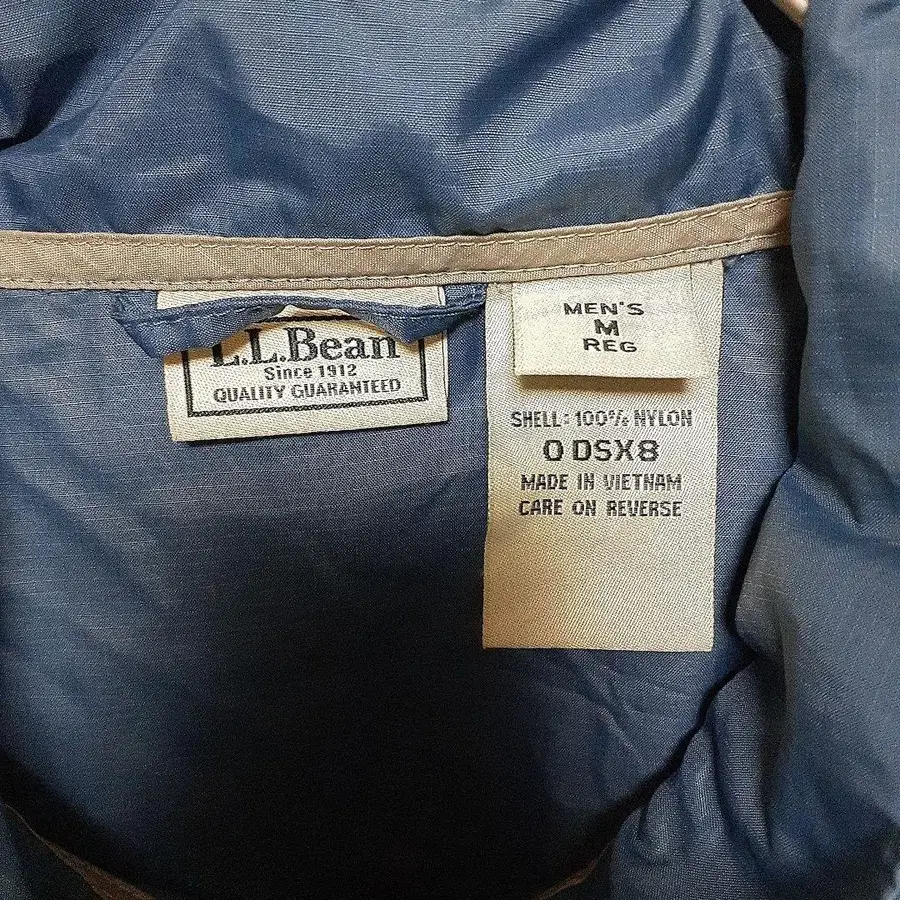 L.L.Bean
Since 1912
QUALITY GUARANTEED
MEN'S
M
REG
SHELL: 100% NYLON
0 DSX8
MADE IN VIETNAM
CARE ON REVERSE